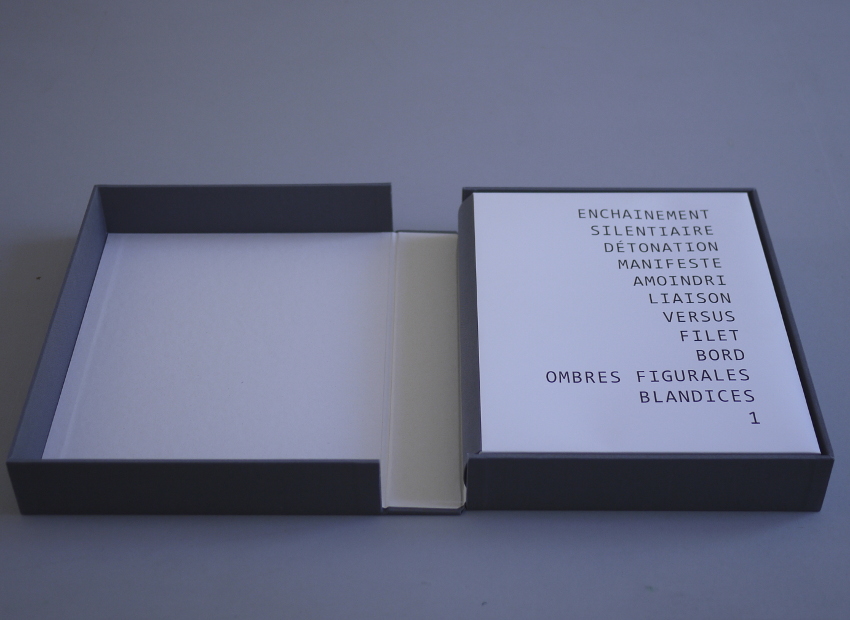 ENCHAINEMENT
SILENTIAIRE
DÉTONATION
MANIFESTE
AMOINDRI
LIAISON
VERSUS
FILET
BORD
OMBRES FIGURALES
BLANDICES
1